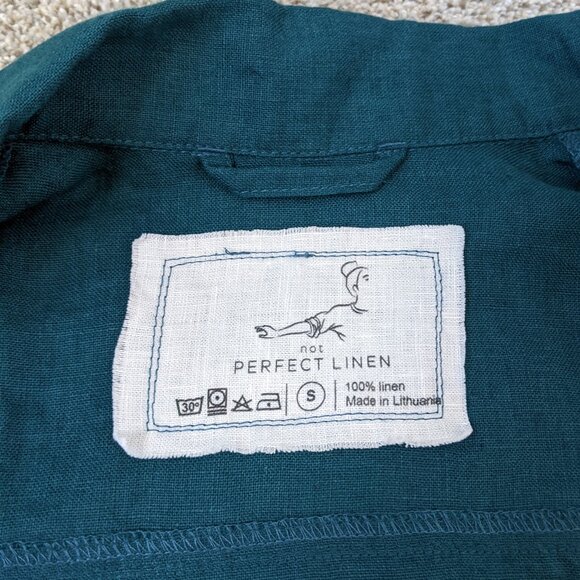 not
PERFECT LINEN
30° S 100% linen
Made in Lithuania